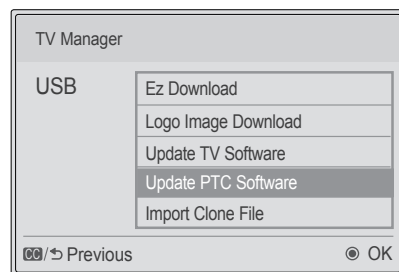 TV Manager
USB
Ez Download
Logo Image Download
Update TV Software
Update PTC Software
Import Clone File
CC/⮌ Previous
◉ OK